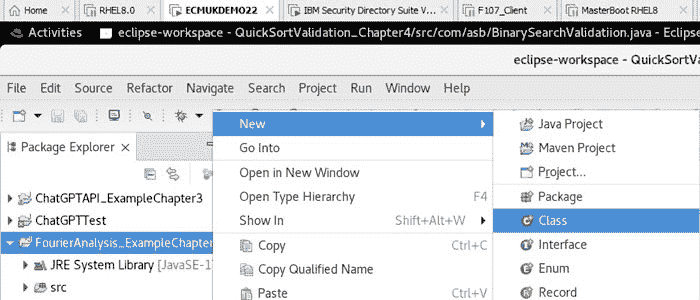 Home RHEL8.0 ECMUKDEMO22 IBM Security Directory Suite V... F107_Client MasterBoot RHEL8
Activities eclipse-workspace - QuickSortValidation_Chapter4/src/com/asb/BinarySearchValidatiion.java - Eclips
eclipse-workspace - QuickSortVal
File Edit Source Refactor Navigate Search Project Run Window Help
Package Explorer
ChatGPTAPI_ExampleChapter3
ChatGPTTest
FourierAnalysis_ExampleChapter
JRE System Library [JavaSE-1
src
New
Go Into
Open in New Window
Open Type Hierarchy F4
Show In Shift+Alt+W
Copy Ctrl+C
Copy Qualified Name
Paste Ctrl+V
Java Project
Maven Project
Project...
Package
Class
Interface
Enum
Record